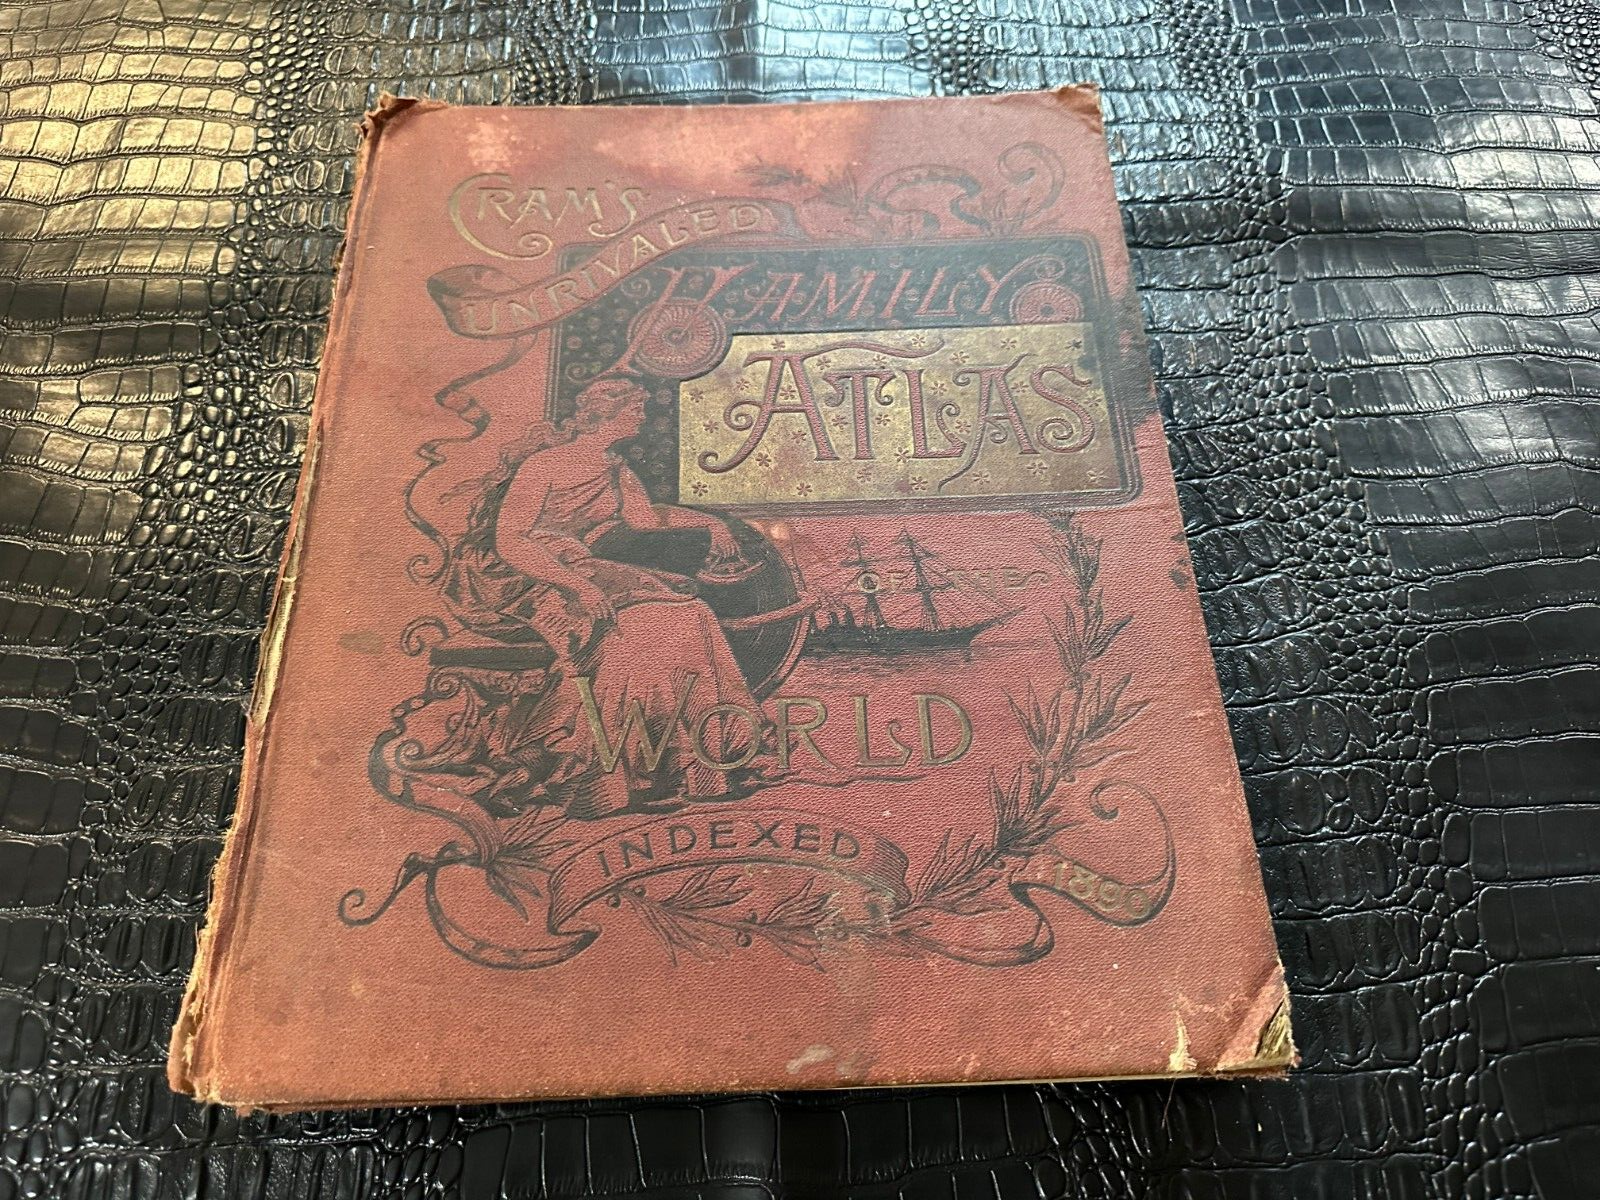 CRAM'S
UNRIVALED
FAMILY
ATLAS
OF THE
WORLD
INDEXED
1890